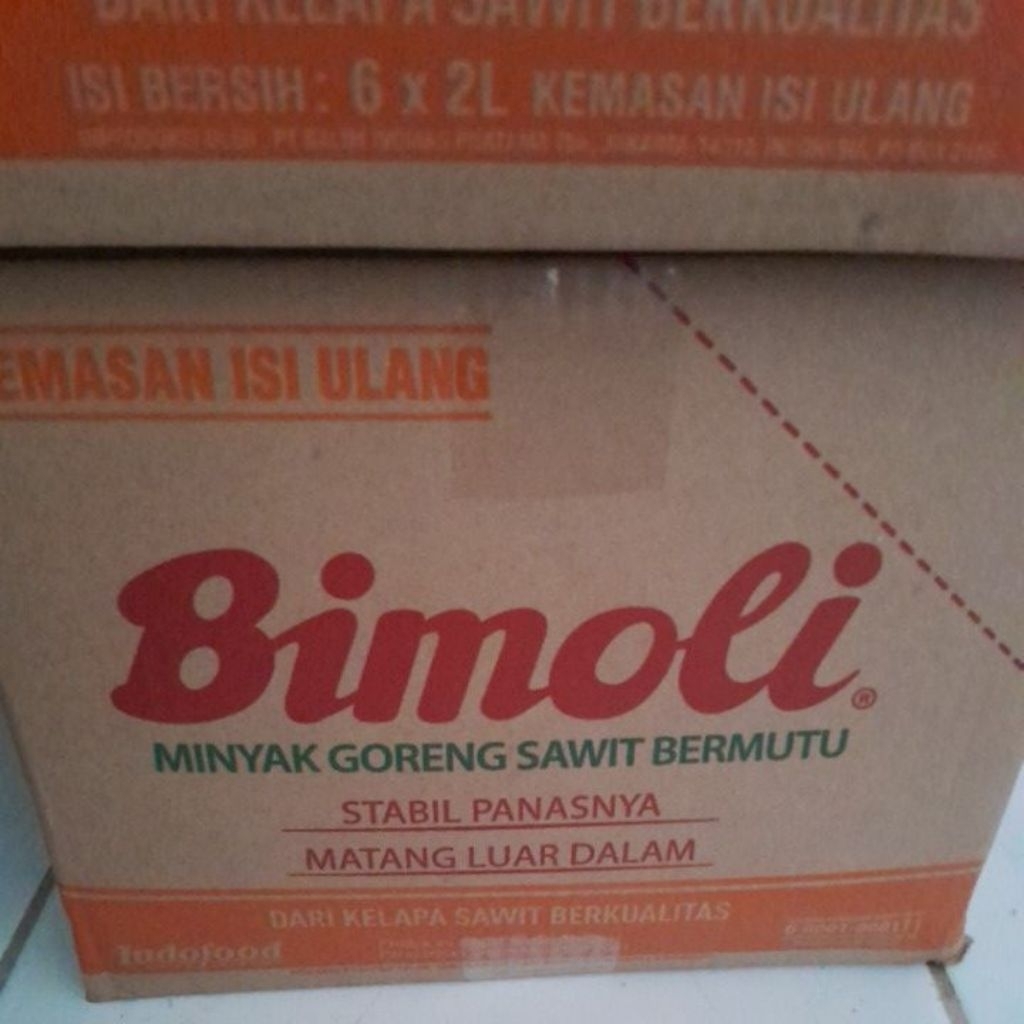 DARI KELAPA SAWIT BERKUALITAS
ISI BERSIH : 6 x 2L KEMASAN ISI ULANG
EMASAN ISI ULANG
Bimoli®
MINYAK GORENG SAWIT BERMUTU
STABIL PANASNYA
MATANG LUAR DALAM
DARI KELAPA SAWIT BERKUALITAS
Indofood